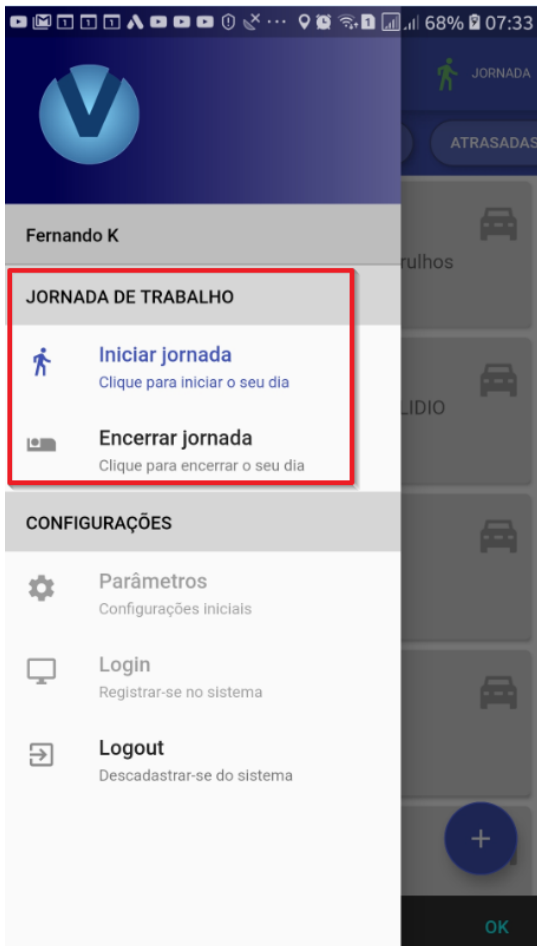 68% 07:33
JORNADA
ATRASADAS
Fernando K
rulhos
JORNADA DE TRABALHO
Iniciar jornada
Clique para iniciar o seu dia
LIDIO
Encerrar jornada
Clique para encerrar o seu dia
CONFIGURAÇÕES
Parâmetros
Configurações iniciais
Login
Registrar-se no sistema
Logout
Descadastrar-se do sistema
+
OK